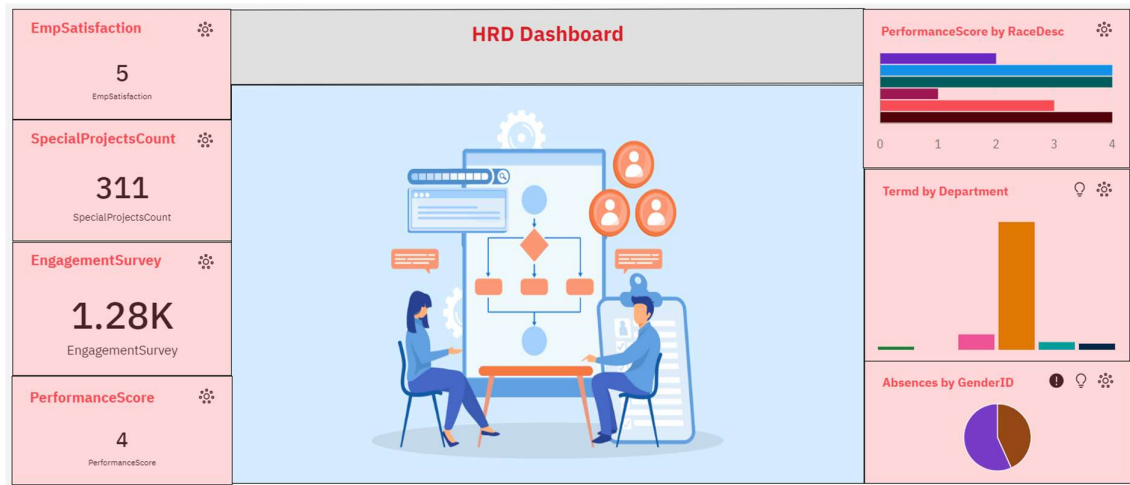 EmpSatisfaction
5
EmpSatisfaction
SpecialProjectsCount
311
SpecialProjectsCount
EngagementSurvey
1.28K
EngagementSurvey
PerformanceScore
4
PerformanceScore
HRD Dashboard
PerformanceScore by RaceDesc
0 1 2 3 4
Termd by Department
Absences by GenderID